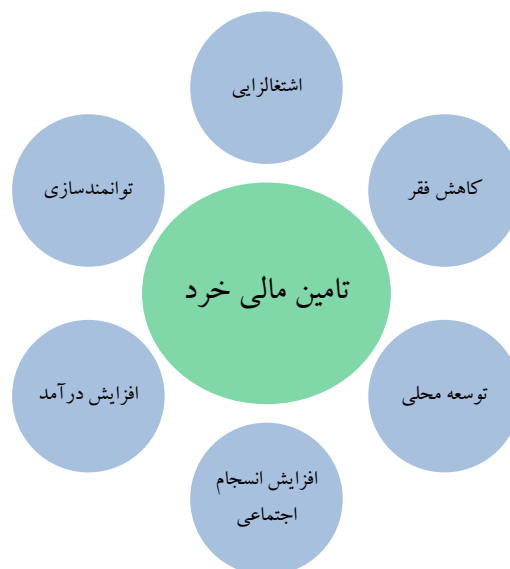 اشتغالزایی
کاهش فقر
توانمندسازی
تامین مالی خرد
توسعه محلی
افزایش درآمد
افزایش انسجام
اجتماعی